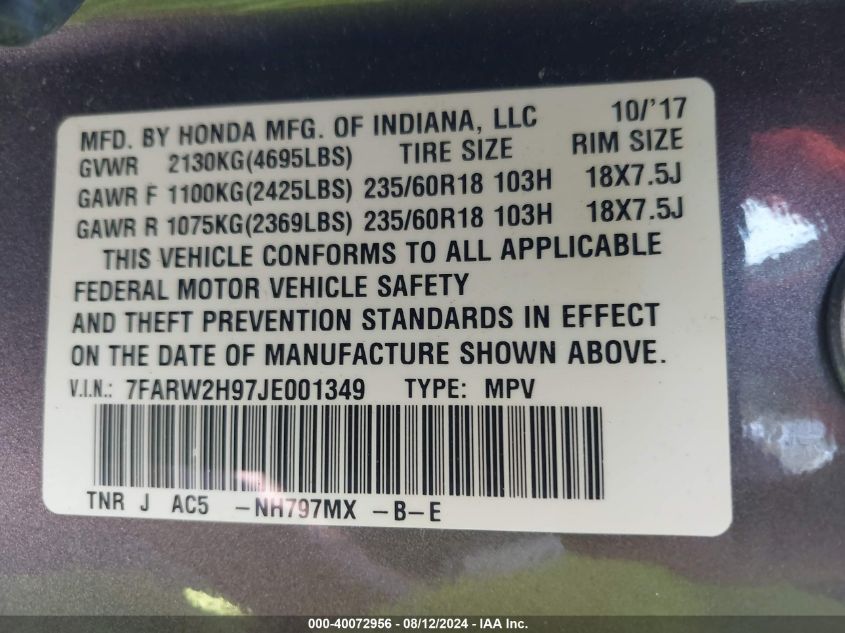 MFD. BY HONDA MFG. OF INDIANA, LLC 10/'17
GVWR 2130KG(4695LBS) TIRE SIZE RIM SIZE
GAWR F 1100KG(2425LBS) 235/60R18 103H 18X7.5J
GAWR R 1075KG(2369LBS) 235/60R18 103H 18X7.5J
THIS VEHICLE CONFORMS TO ALL APPLICABLE
FEDERAL MOTOR VEHICLE SAFETY
AND THEFT PREVENTION STANDARDS IN EFFECT
ON THE DATE OF MANUFACTURE SHOWN ABOVE.
V.I.N.: 7FARW2H97JE001349 TYPE: MPV
TNR J AC5 -NH797MX -B-E
000-40072956 - 08/12/2024 - IAA Inc.